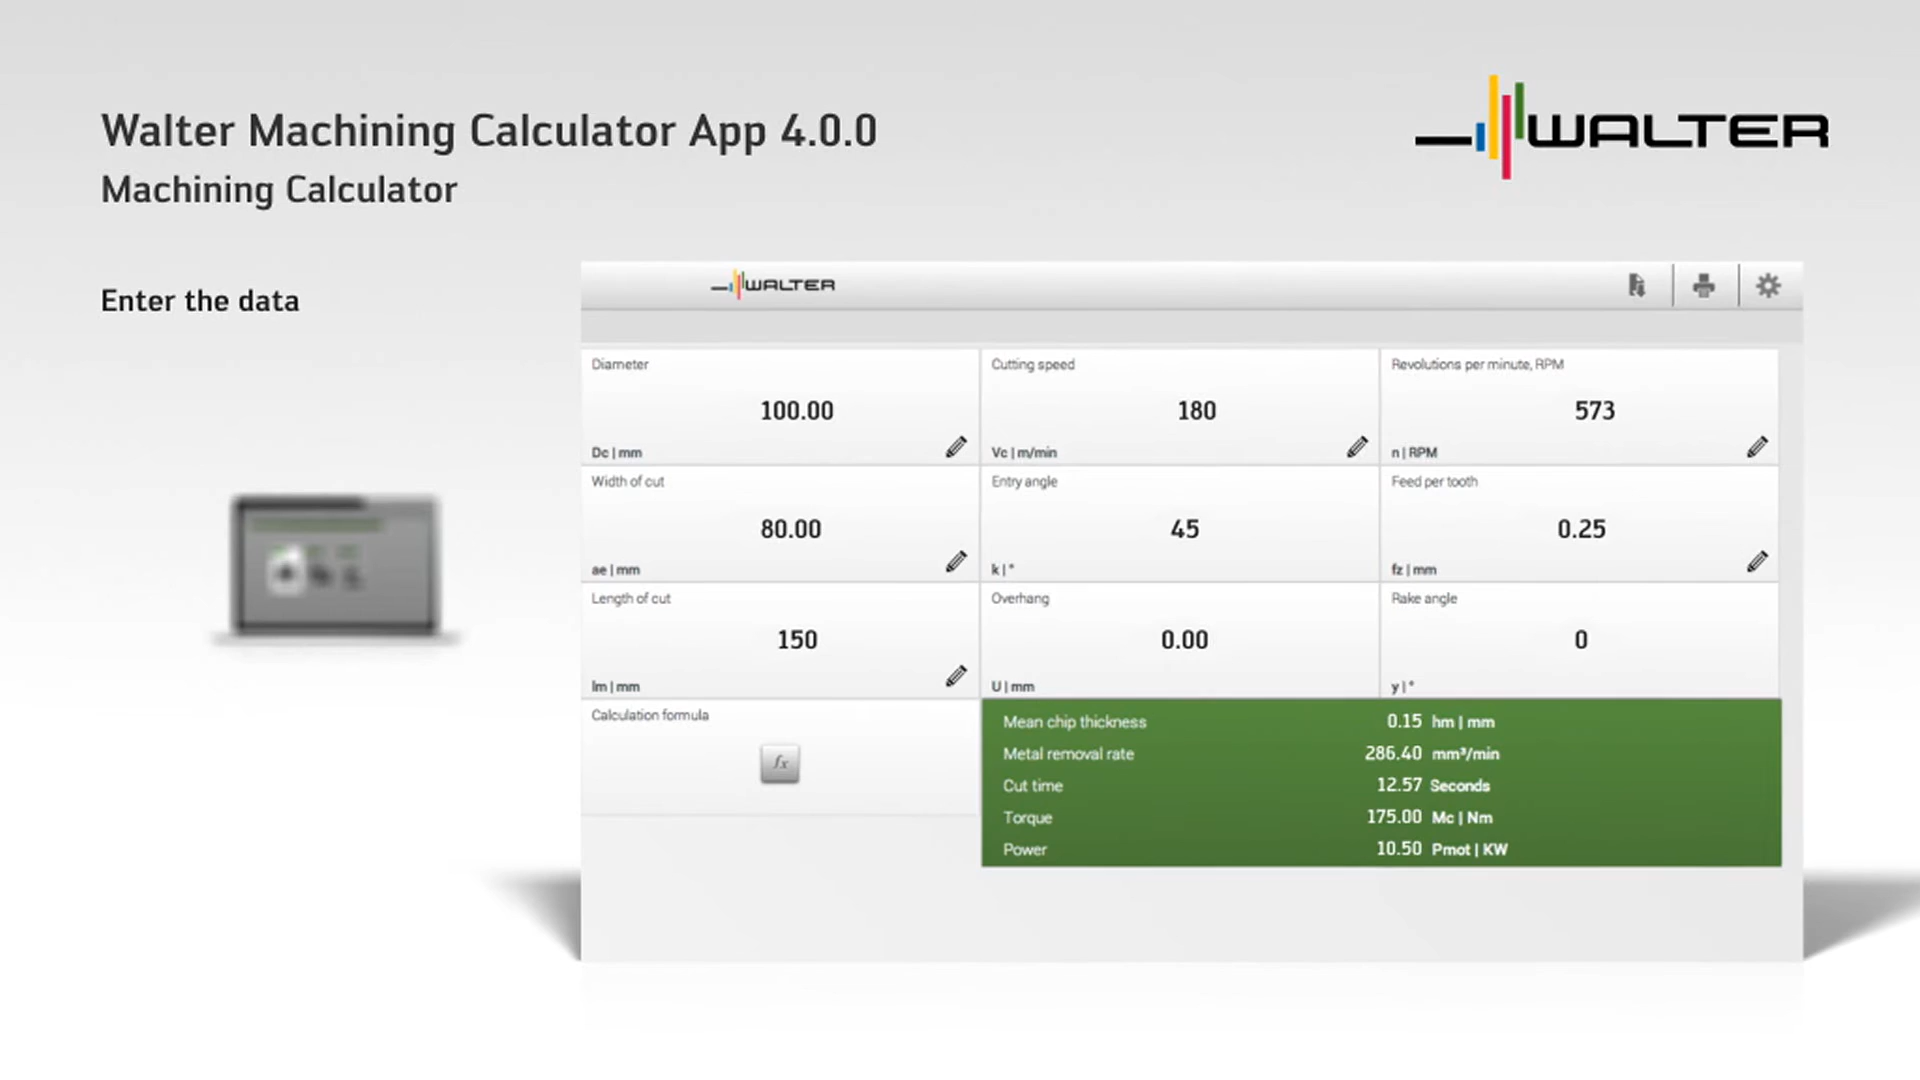 Walter Machining Calculator App 4.0.0
Machining Calculator
WALTER
Enter the data
WALTER
Diameter
100.00
Dc | mm
Cutting speed
180
Vc | m/min
Revolutions per minute, RPM
573
n | RPM
Width of cut
80.00
ae | mm
Entry angle
45
k | °
Feed per tooth
0.25
fz | mm
Length of cut
150
lm | mm
Overhang
0.00
U | mm
Rake angle
0
y | °
Calculation formula
fx
Mean chip thickness 0.15 hm | mm
Metal removal rate 286.40 mm³/min
Cut time 12.57 Seconds
Torque 175.00 Mc | Nm
Power 10.50 Pmot | KW